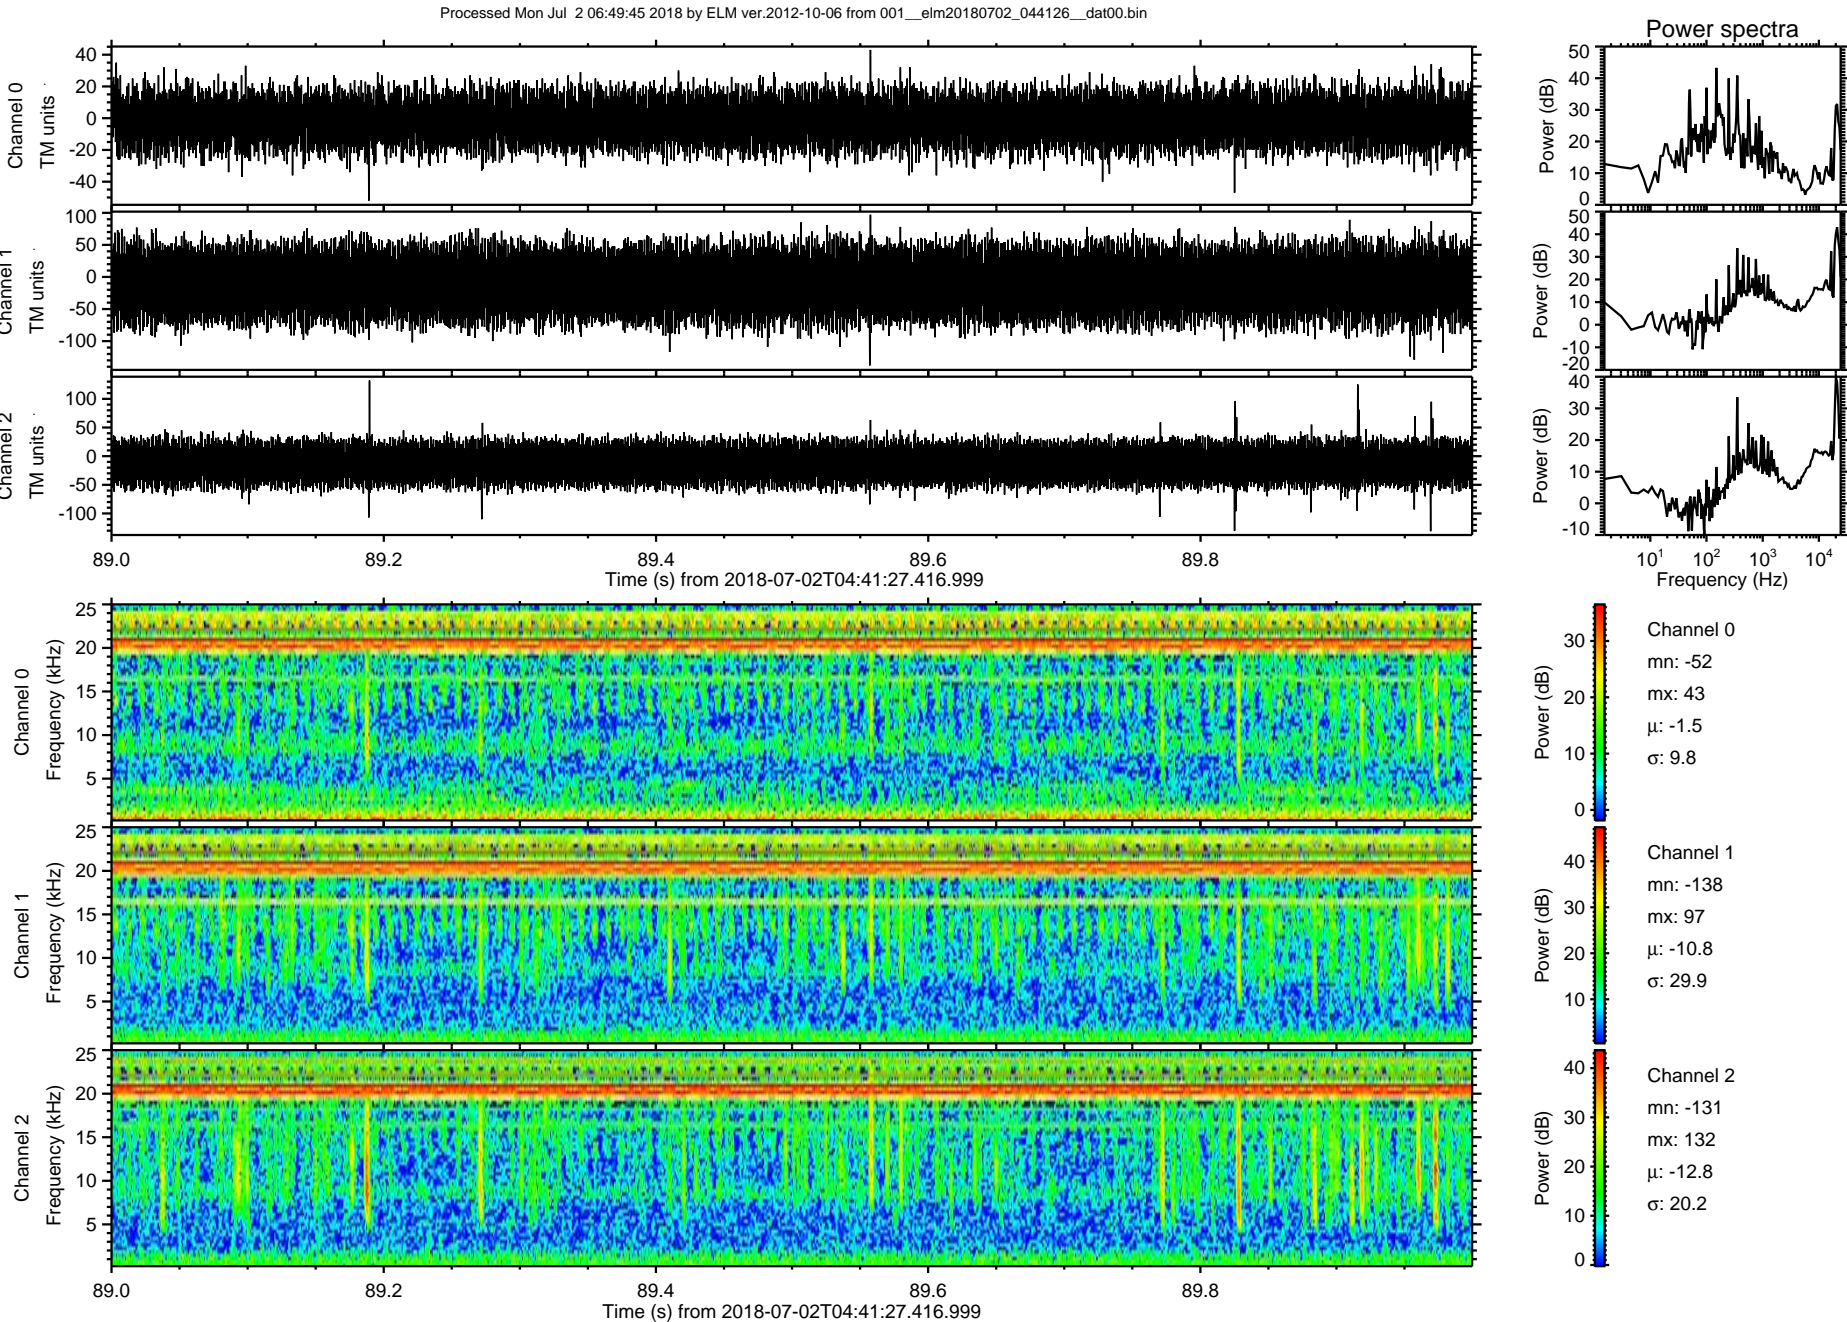 Processed Mon Jul  2 06:49:45 2018 by ELM ver.2012-10-06 from 001__elm20180702_044126__dat00.bin
Power spectra
Channel 0
TM units
40
20
0
-20
-40
Power (dB)
50
40
30
20
10
0
Channel 1
TM units
100
50
0
-50
-100
Power (dB)
50
40
30
20
10
0
-10
-20
Channel 2
TM units
100
50
0
-50
-100
Power (dB)
40
30
20
10
0
-10
89.0 89.2 89.4 89.6 89.8
Time (s) from 2018-07-02T04:41:27.416.999
10^1 10^2 10^3 10^4
Frequency (Hz)
Channel 0
Frequency (kHz)
25
20
15
10
5
Power (dB)
30
20
10
0
Channel 0
mn: -52
mx: 43
μ: -1.5
σ: 9.8
Channel 1
Frequency (kHz)
25
20
15
10
5
Power (dB)
40
30
20
10
Channel 1
mn: -138
mx: 97
μ: -10.8
σ: 29.9
Channel 2
Frequency (kHz)
25
20
15
10
5
Power (dB)
40
30
20
10
0
Channel 2
mn: -131
mx: 132
μ: -12.8
σ: 20.2
89.0 89.2 89.4 89.6 89.8
Time (s) from 2018-07-02T04:41:27.416.999